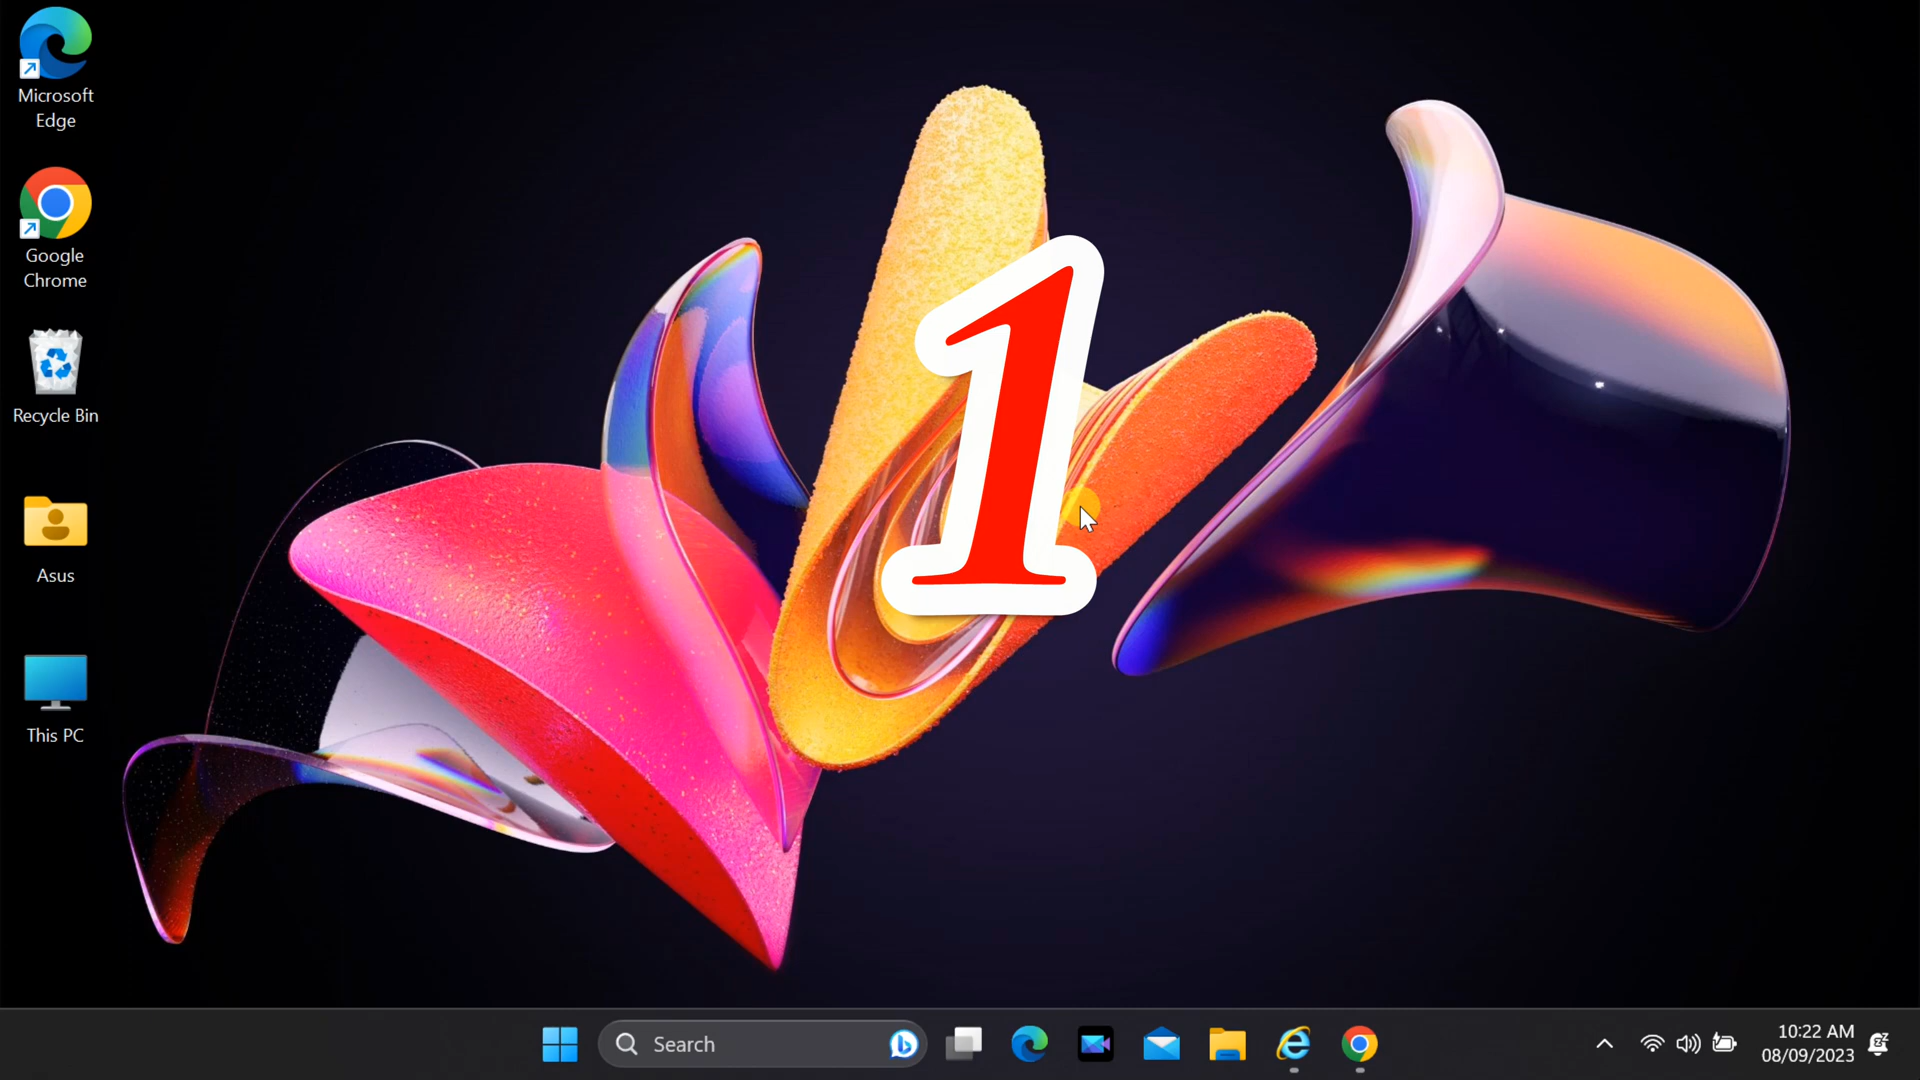 Microsoft
Edge
Google
Chrome
Recycle Bin
Asus
This PC
1
Search
10:22 AM
08/09/2023